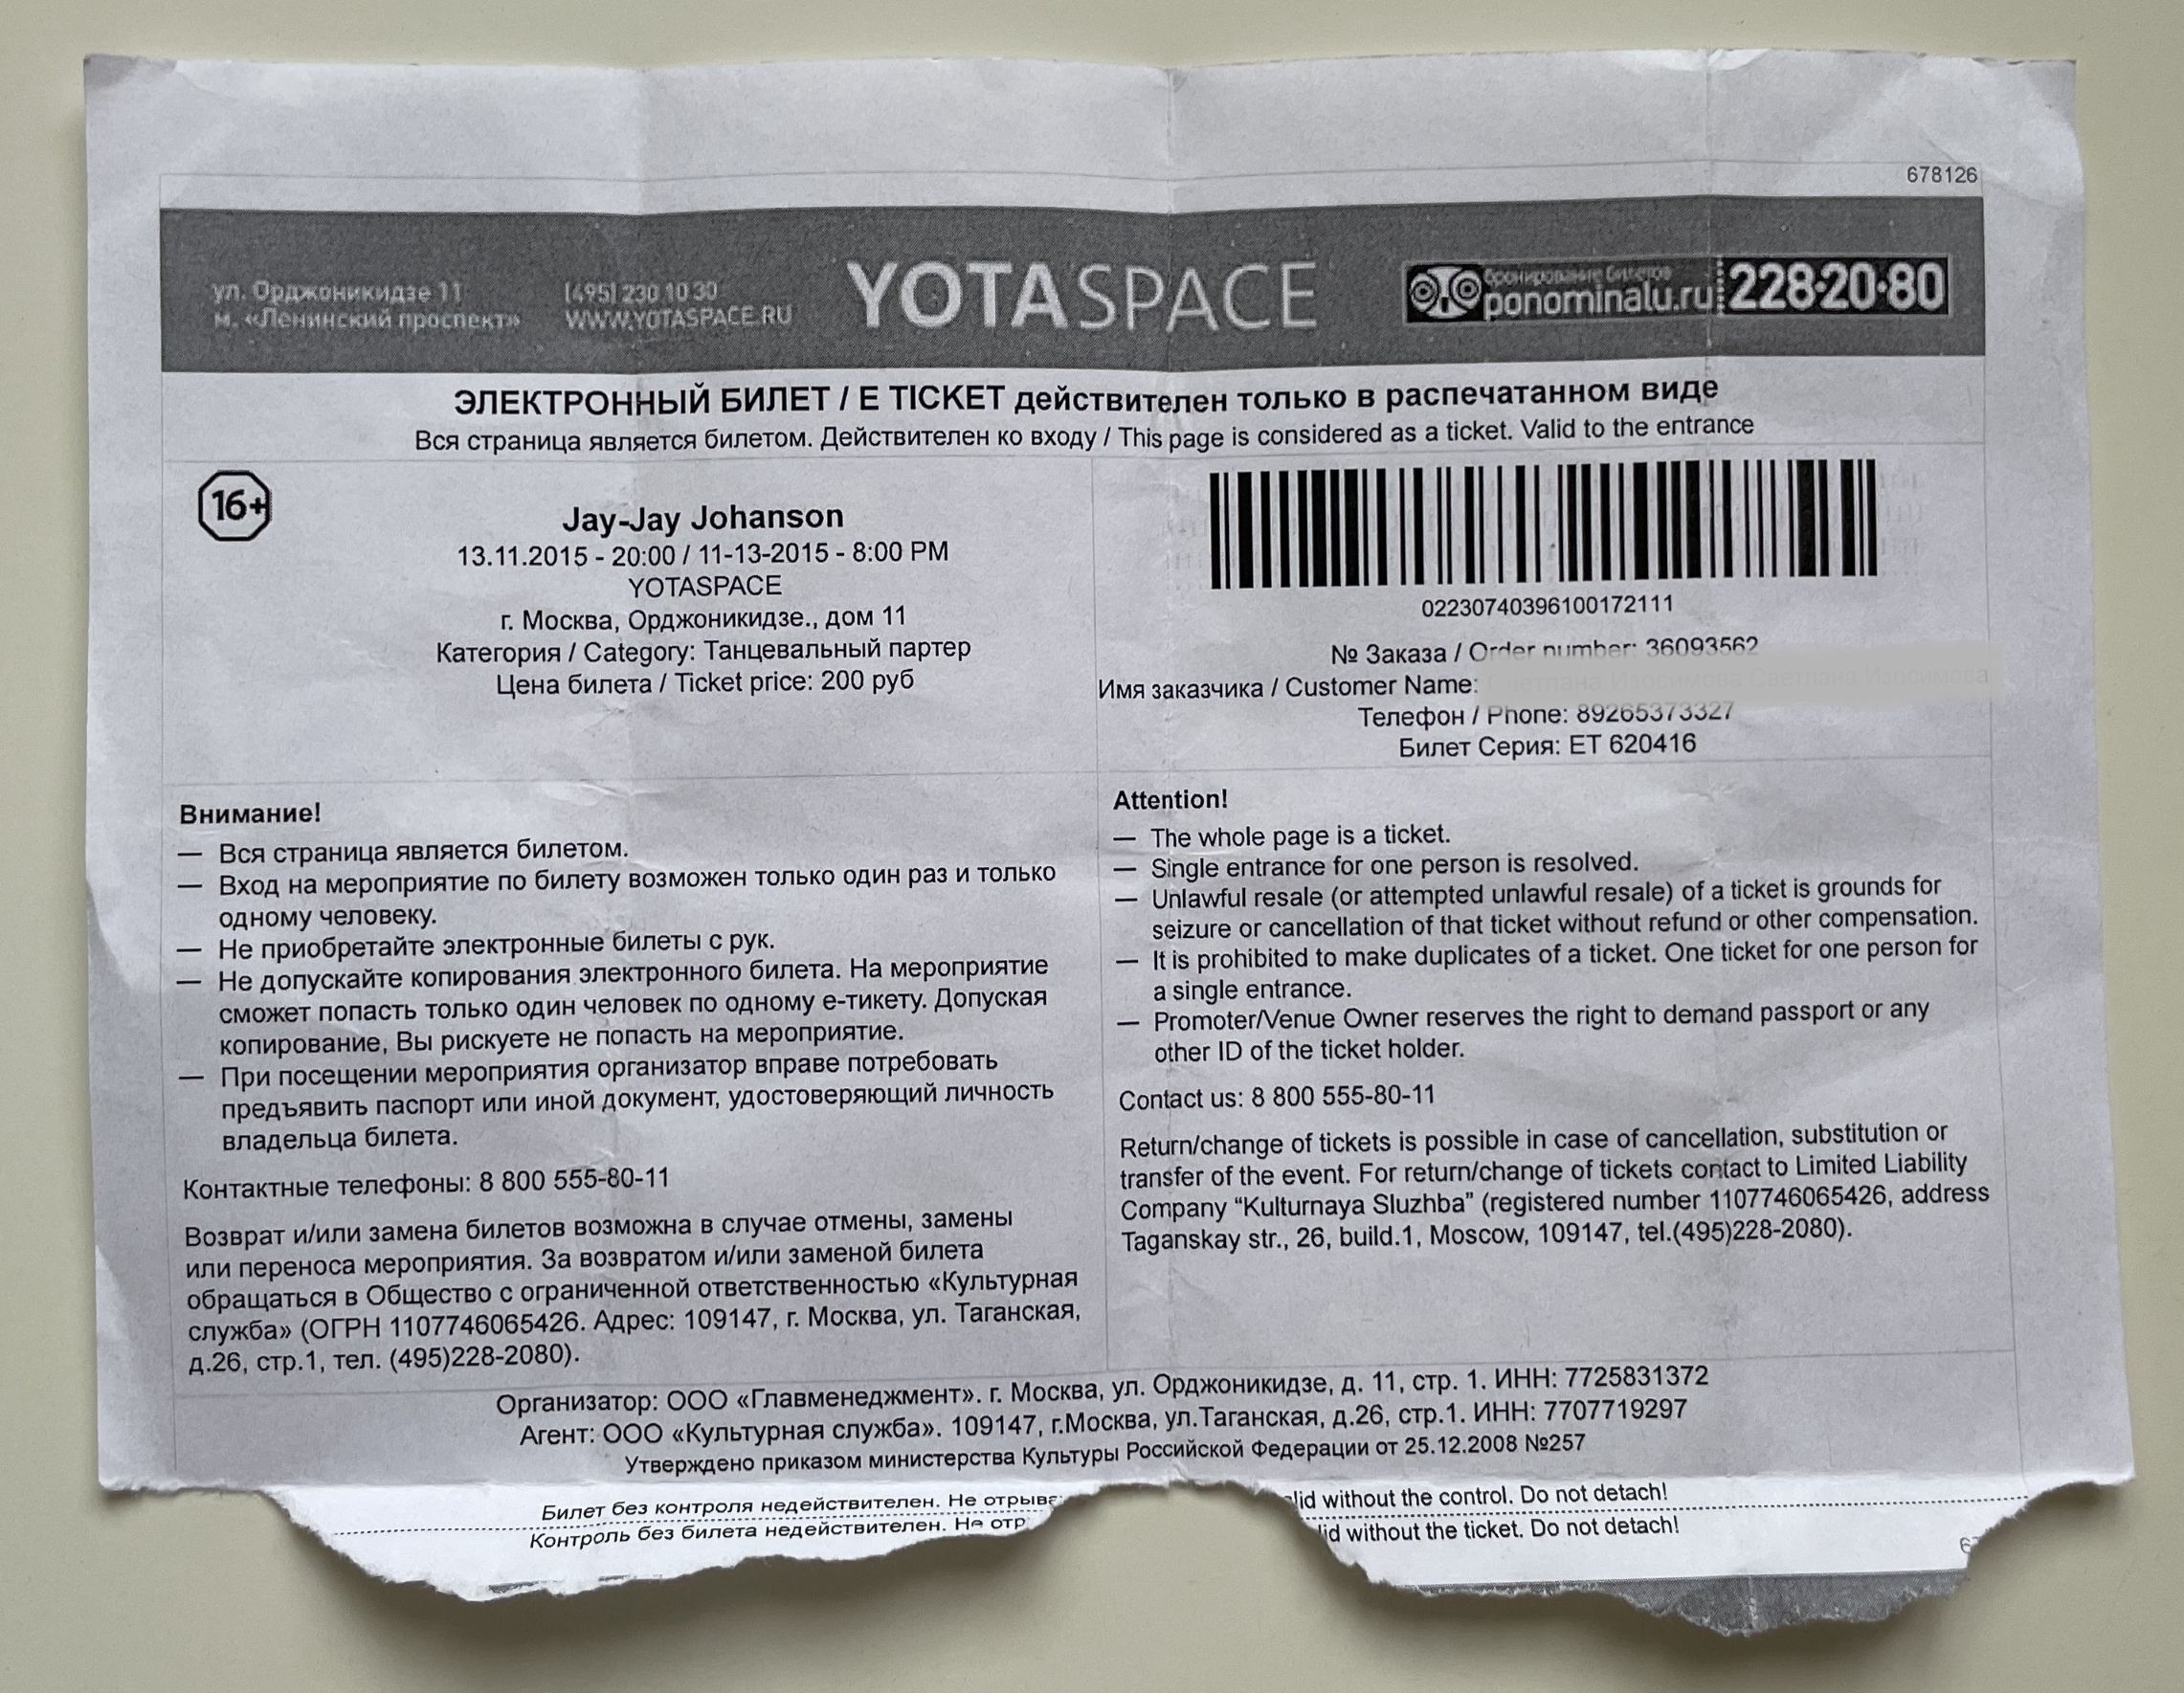 678126
ул. Орджоникидзе 11
м. «Ленинский проспект»
(495) 230 10 30
WWW.YOTASPACE.RU
YOTASPACE
бронирование билетов
ponominalu.ru
228·20·80
ЭЛЕКТРОННЫЙ БИЛЕТ / E TICKET действителен только в распечатанном виде
Вся страница является билетом. Действителен ко входу / This page is considered as a ticket. Valid to the entrance
16+
Jay-Jay Johanson
13.11.2015 - 20:00 / 11-13-2015 - 8:00 PM
YOTASPACE
г. Москва, Орджоникидзе., дом 11
Категория / Category: Танцевальный партер
Цена билета / Ticket price: 200 руб
02230740396100172111
№ Заказа / Order number: 36093562
Имя заказчика / Customer Name:
Телефон / Phone: 89265373327
Билет Серия: ET 620416
Внимание!
— Вся страница является билетом.
— Вход на мероприятие по билету возможен только один раз и только
одному человеку.
— Не приобретайте электронные билеты с рук.
— Не допускайте копирования электронного билета. На мероприятие
сможет попасть только один человек по одному е-тикету. Допуская
копирование, Вы рискуете не попасть на мероприятие.
— При посещении мероприятия организатор вправе потребовать
предъявить паспорт или иной документ, удостоверяющий личность
владельца билета.
Контактные телефоны: 8 800 555-80-11
Возврат и/или замена билетов возможна в случае отмены, замены
или переноса мероприятия. За возвратом и/или заменой билета
обращаться в Общество с ограниченной ответственностью «Культурная
служба» (ОГРН 1107746065426. Адрес: 109147, г. Москва, ул. Таганская,
д.26, стр.1, тел. (495)228-2080).
Attention!
— The whole page is a ticket.
— Single entrance for one person is resolved.
— Unlawful resale (or attempted unlawful resale) of a ticket is grounds for
seizure or cancellation of that ticket without refund or other compensation.
— It is prohibited to make duplicates of a ticket. One ticket for one person for
a single entrance.
— Promoter/Venue Owner reserves the right to demand passport or any
other ID of the ticket holder.
Contact us: 8 800 555-80-11
Return/change of tickets is possible in case of cancellation, substitution or
transfer of the event. For return/change of tickets contact to Limited Liability
Company “Kulturnaya Sluzhba” (registered number 1107746065426, address
Taganskay str., 26, build.1, Moscow, 109147, tel.(495)228-2080).
Организатор: ООО «Главменеджмент». г. Москва, ул. Орджоникидзе, д. 11, стр. 1. ИНН: 7725831372
Агент: ООО «Культурная служба». 109147, г.Москва, ул.Таганская, д.26, стр.1. ИНН: 7707719297
Утверждено приказом министерства Культуры Российской Федерации от 25.12.2008 №257
Билет без контроля недействителен. Не without the control. Do not detach!
Контроль без билета недействителен. Не without the ticket. Do not detach!